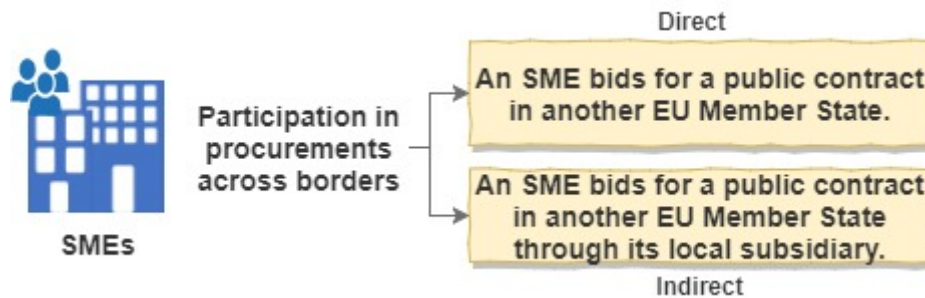 Direct
An SME bids for a public contract
in another EU Member State.
Participation in
procurements
across borders
An SME bids for a public contract
in another EU Member State
through its local subsidiary.
Indirect
SMEs